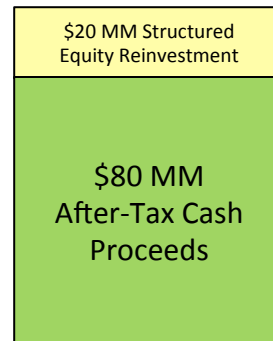 $20 MM Structured
Equity Reinvestment
$80 MM
After-Tax Cash
Proceeds